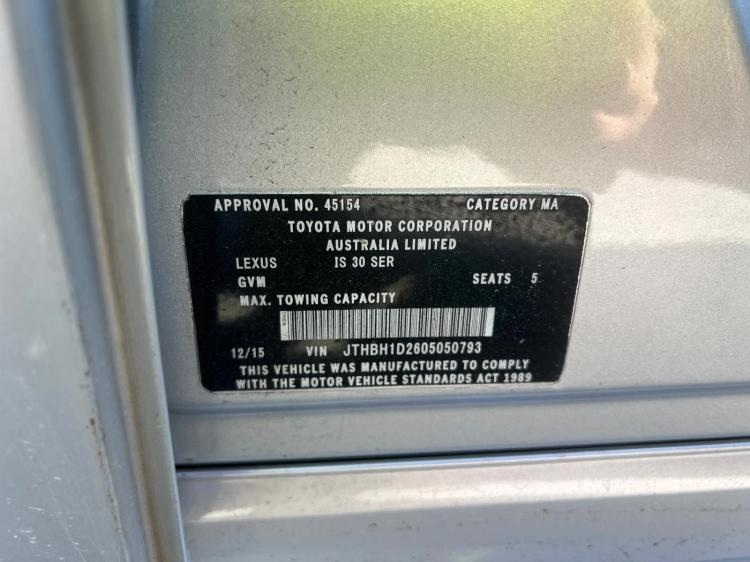 APPROVAL NO. 45154 CATEGORY MA
TOYOTA MOTOR CORPORATION
AUSTRALIA LIMITED
LEXUS IS 30 SER
GVM SEATS 5
MAX. TOWING CAPACITY
12/15 VIN JTHBH1D2605050793
THIS VEHICLE WAS MANUFACTURED TO COMPLY
WITH THE MOTOR VEHICLE STANDARDS ACT 1989